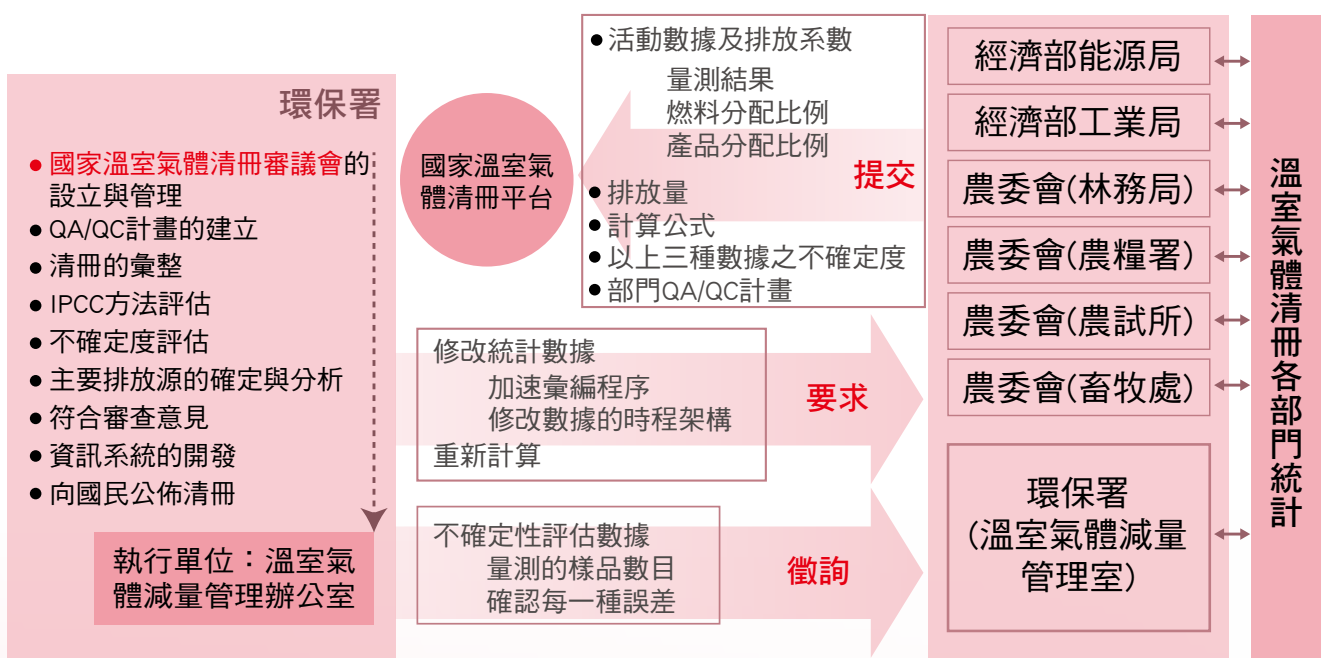 環保署
● 國家溫室氣體清冊審議會的
設立與管理
● QA/QC計畫的建立
● 清冊的彙整
● IPCC方法評估
● 不確定度評估
● 主要排放源的確定與分析
● 符合審查意見
● 資訊系統的開發
● 向國民公佈清冊
執行單位：溫室氣
體減量管理辦公室
國家溫室氣
體清冊平台
● 活動數據及排放系數
量測結果
燃料分配比例
產品分配比例
● 排放量
● 計算公式
● 以上三種數據之不確定度
● 部門QA/QC計畫
提交
修改統計數據
加速彙編程序
修改數據的時程架構
重新計算
要求
不確定性評估數據
量測的樣品數目
確認每一種誤差
徵詢
經濟部能源局
經濟部工業局
農委會(林務局)
農委會(農糧署)
農委會(農試所)
農委會(畜牧處)
環保署
(溫室氣體減量
管理室)
溫室氣體清冊各部門統計